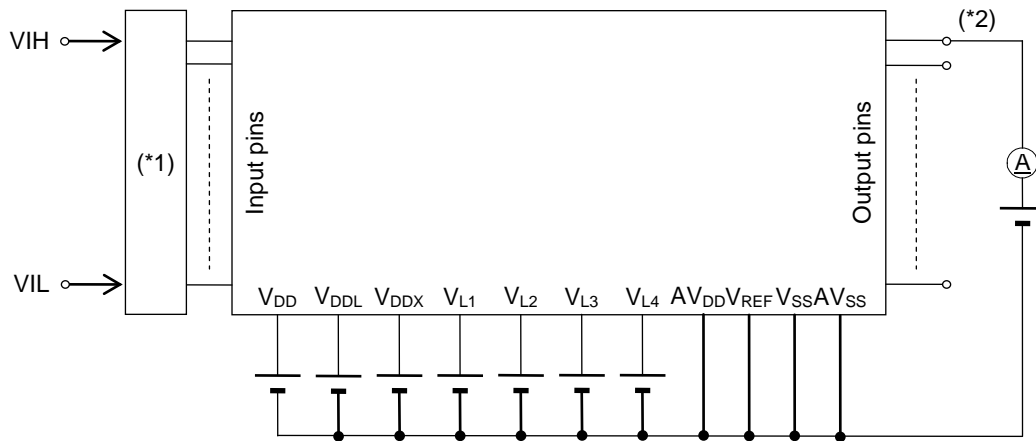 VIH
(*2)
(*1)
Input pins
Output pins
A
VIL
VDD VDDL VDDX VL1 VL2 VL3 VL4 AVDD VREF VSS AVSS